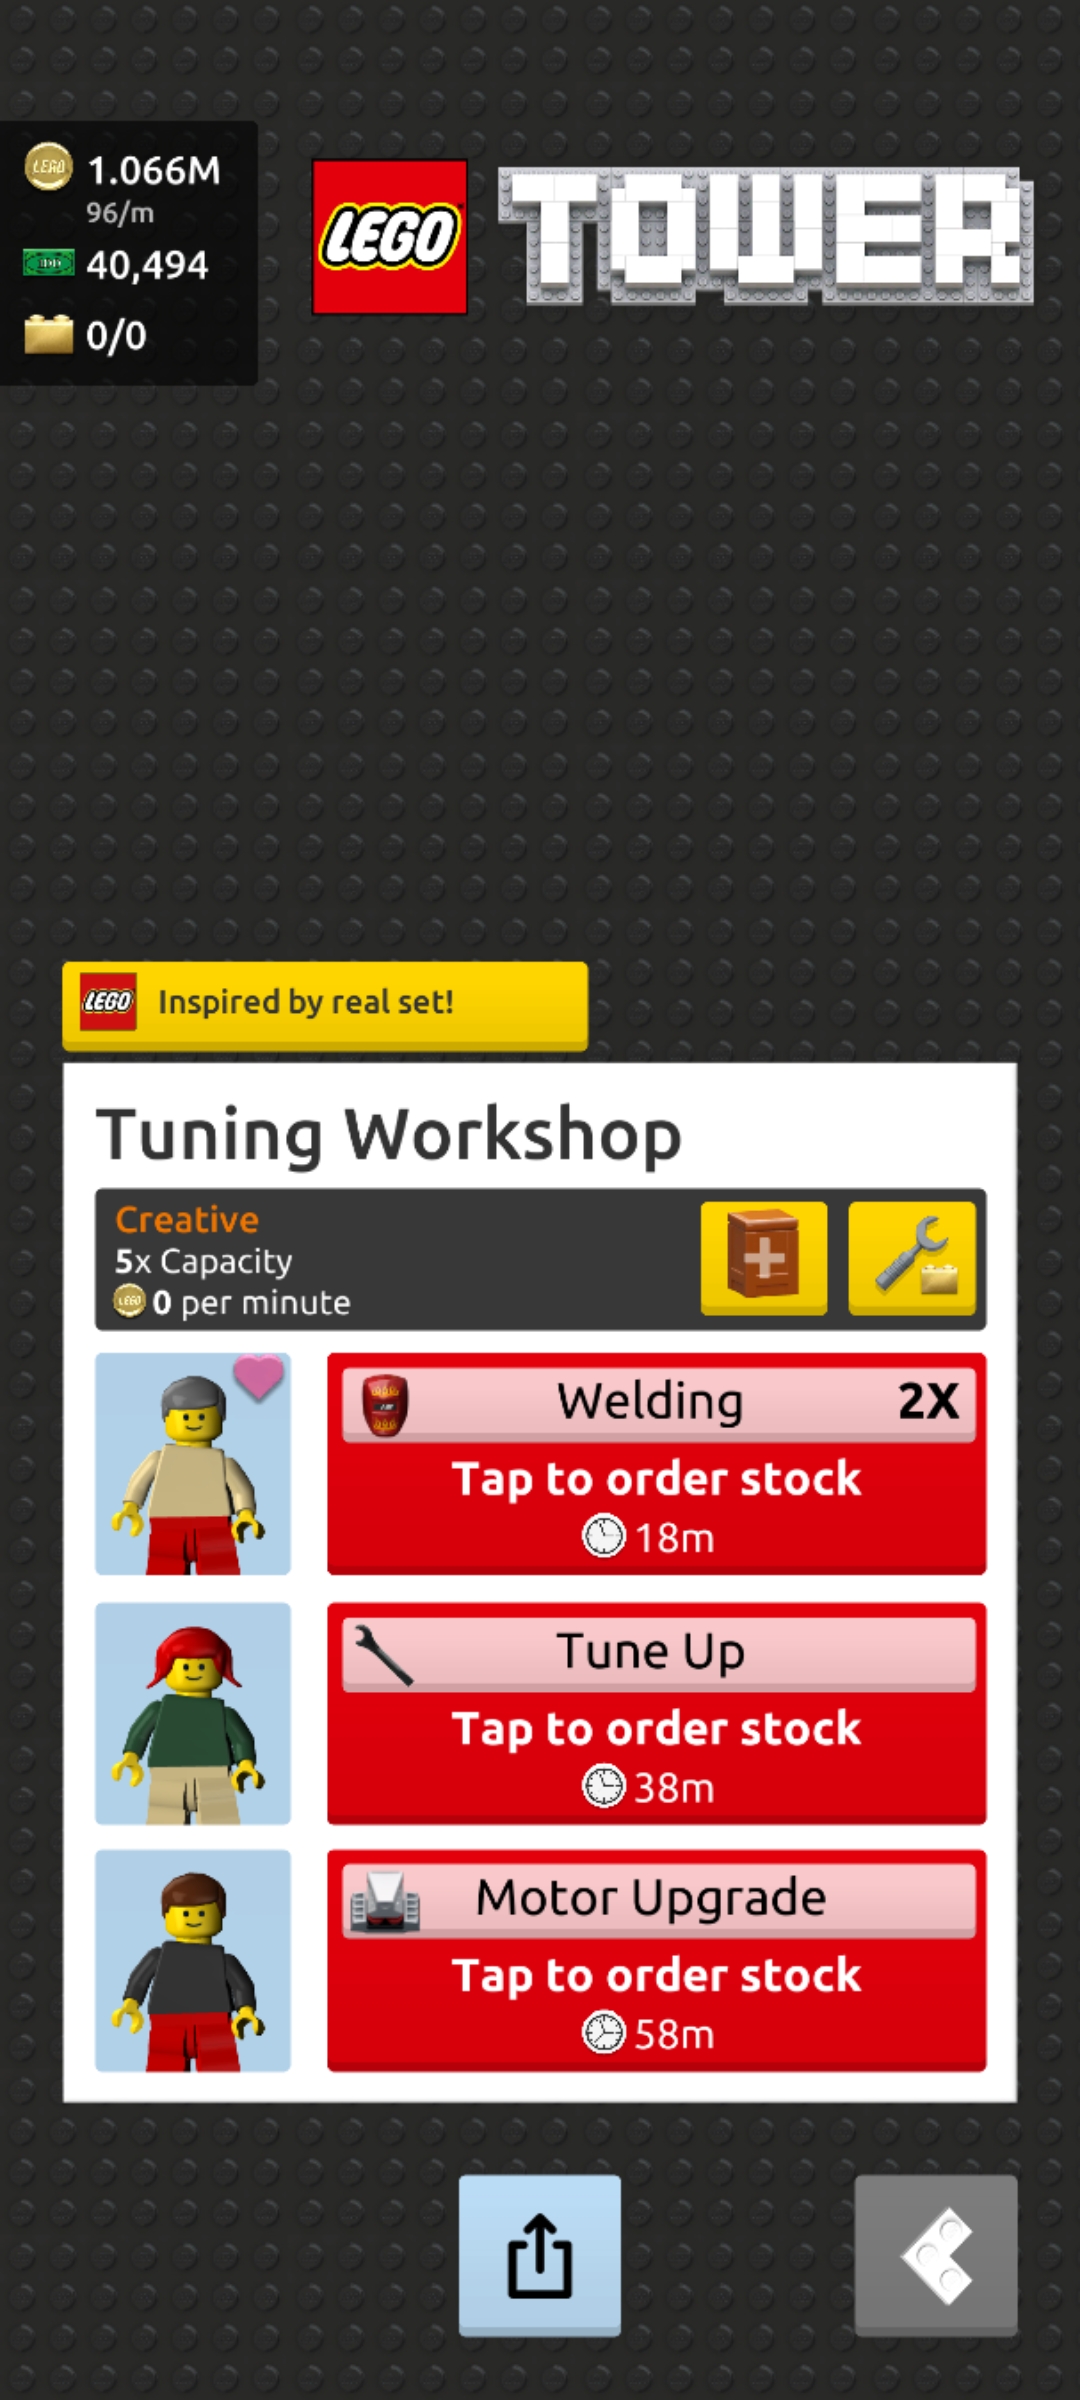 1.066M
96/m
40,494
0/0
LEGO TOWER
LEGO Inspired by real set!
Tuning Workshop
Creative
5x Capacity
0 per minute
Welding 2X
Tap to order stock
18m
Tune Up
Tap to order stock
38m
Motor Upgrade
Tap to order stock
58m